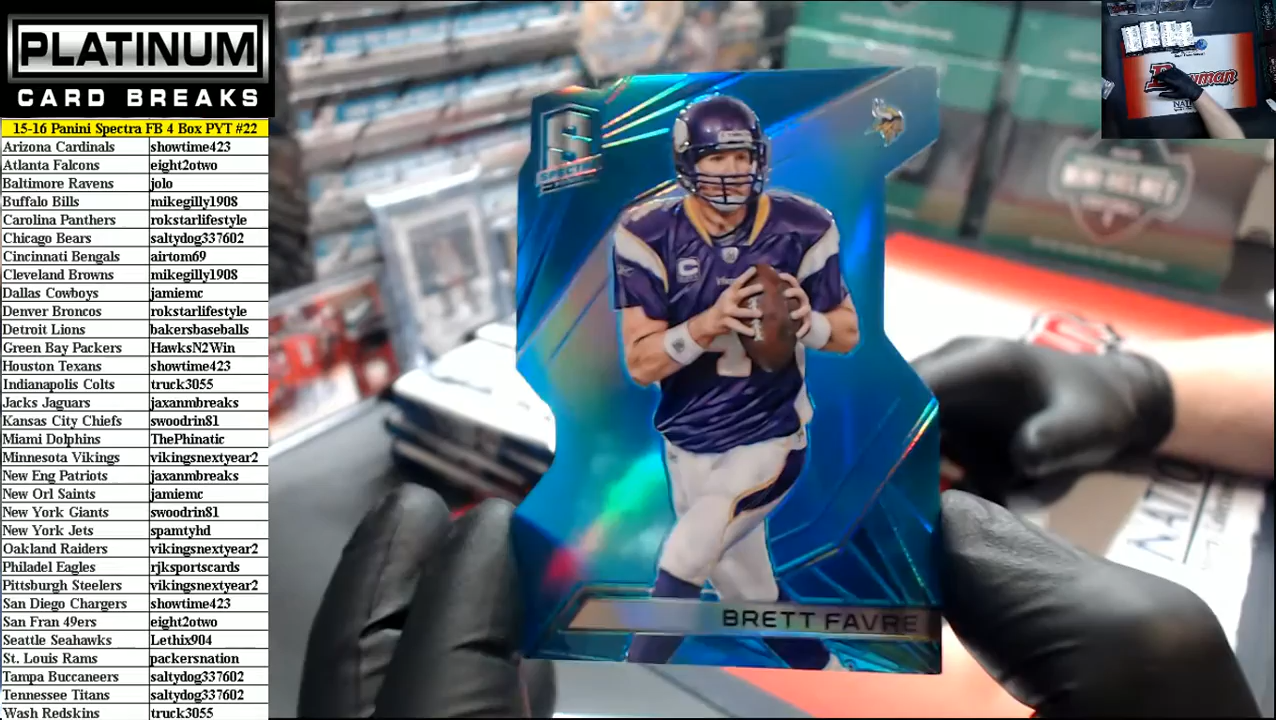 PLATINUM
CARD BREAKS
15-16 Panini Spectra FB 4 Box PYT #22
Arizona Cardinals showtime423
Atlanta Falcons eight2otwo
Baltimore Ravens jolo
Buffalo Bills mikegilly1908
Carolina Panthers rokstarlifestyle
Chicago Bears saltydog337602
Cincinnati Bengals airtom69
Cleveland Browns mikegilly1908
Dallas Cowboys jamiemc
Denver Broncos rokstarlifestyle
Detroit Lions bakersbaseballs
Green Bay Packers HawksN2Win
Houston Texans showtime423
Indianapolis Colts truck3055
Jacks Jaguars jaxanmbreaks
Kansas City Chiefs swoodrin81
Miami Dolphins ThePhinatic
Minnesota Vikings vikingsnextyear2
New Eng Patriots jaxanmbreaks
New Orl Saints jamiemc
New York Giants swoodrin81
New York Jets spamtyhd
Oakland Raiders vikingsnextyear2
Philadel Eagles rjksportscards
Pittsburgh Steelers vikingsnextyear2
San Diego Chargers showtime423
San Fran 49ers eight2otwo
Seattle Seahawks Lethix904
St. Louis Rams packersnation
Tampa Buccaneers saltydog337602
Tennessee Titans saltydog337602
Wash Redskins truck3055
S
SPECTRA
C
4
BRETT FAVRE
Bowman
MINI HELMET
NATION